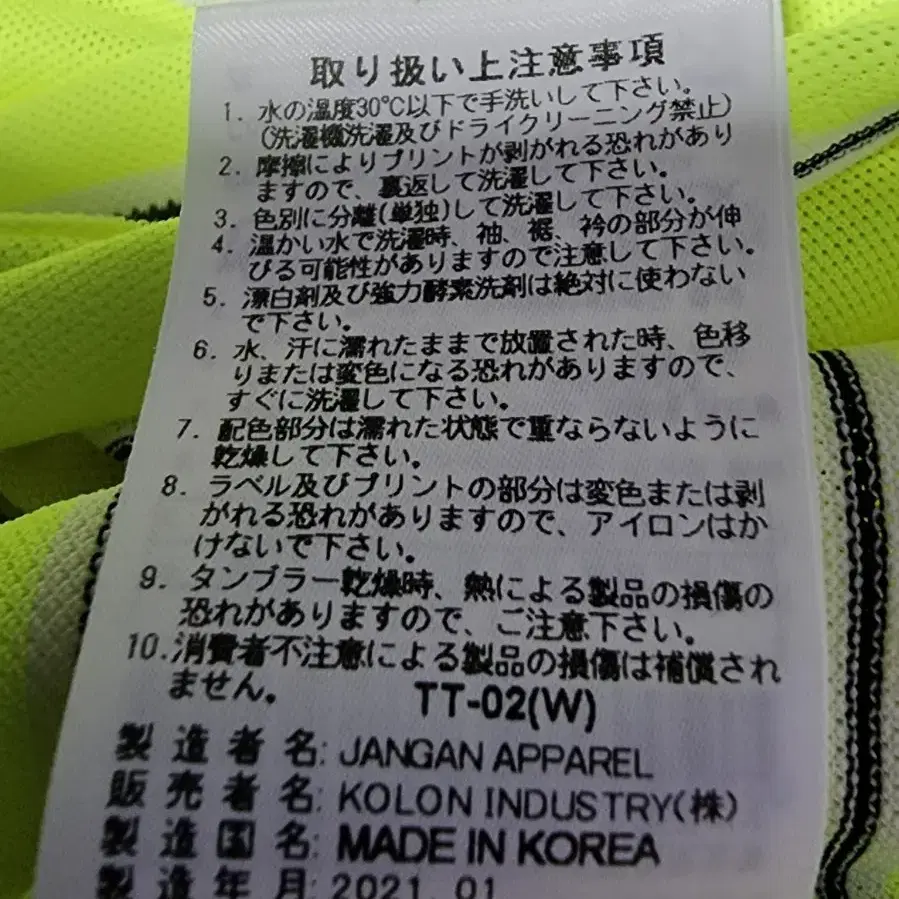 取り扱い上注意事項
1. 水の温度30℃以下で手洗いして下さい。
(洗濯機洗濯及びドライクリーニング禁止)
2. 摩擦によりプリントが剥がれる恐れがあり
ますので、裏返して洗濯して下さい。
3. 色別に分離(単独)して洗濯して下さい。
4. 温かい水で洗濯時、袖、裾、衿の部分が伸
びる可能性がありますので注意して下さい。
5. 漂白剤及び強力酵素洗剤は絶対に使わない
で下さい。
6. 水、汗に濡れたままで放置された時、色移
りまたは変色になる恐れがありますので、
すぐに洗濯して下さい。
7. 配色部分は濡れた状態で重ならないように
乾燥して下さい。
8. ラベル及びプリントの部分は変色または剥
がれる恐れがありますので、アイロンはか
けないで下さい。
9. タンブラー乾燥時、熱による製品の損傷の
恐れがありますので、ご注意下さい。
10.消費者不注意による製品の損傷は補償され
ません。 TT-02(W)
製造者名: JANGAN APPAREL
販売者名: KOLON INDUSTRY(株)
製造国名: MADE IN KOREA
製造年月: 2021. 01